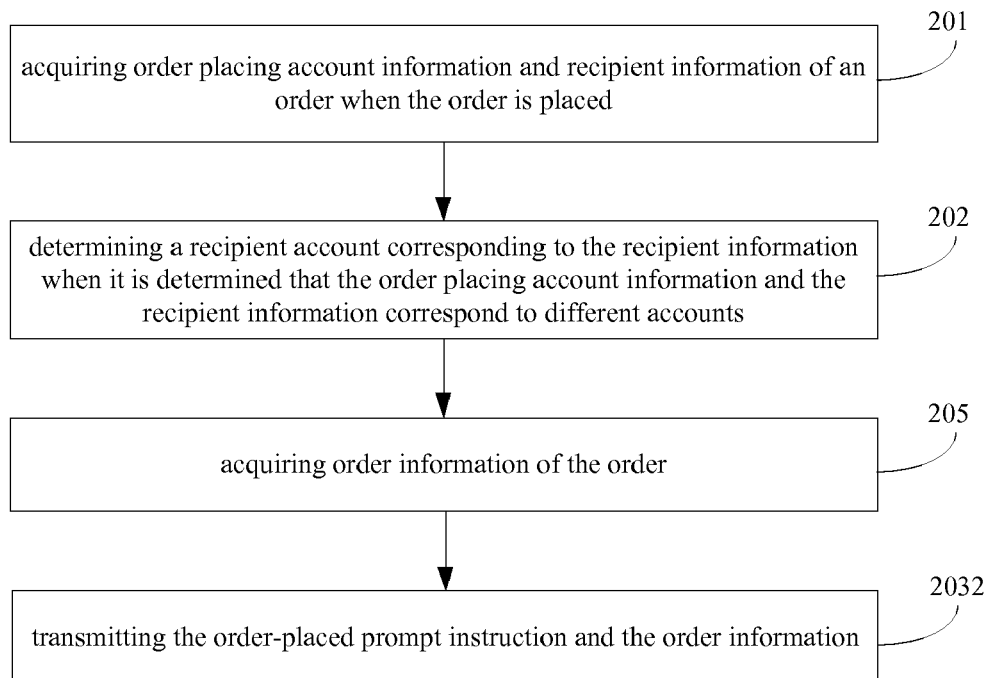 201
acquiring order placing account information and recipient information of an
order when the order is placed
202
determining a recipient account corresponding to the recipient information
when it is determined that the order placing account information and the
recipient information correspond to different accounts
205
acquiring order information of the order
2032
transmitting the order-placed prompt instruction and the order information